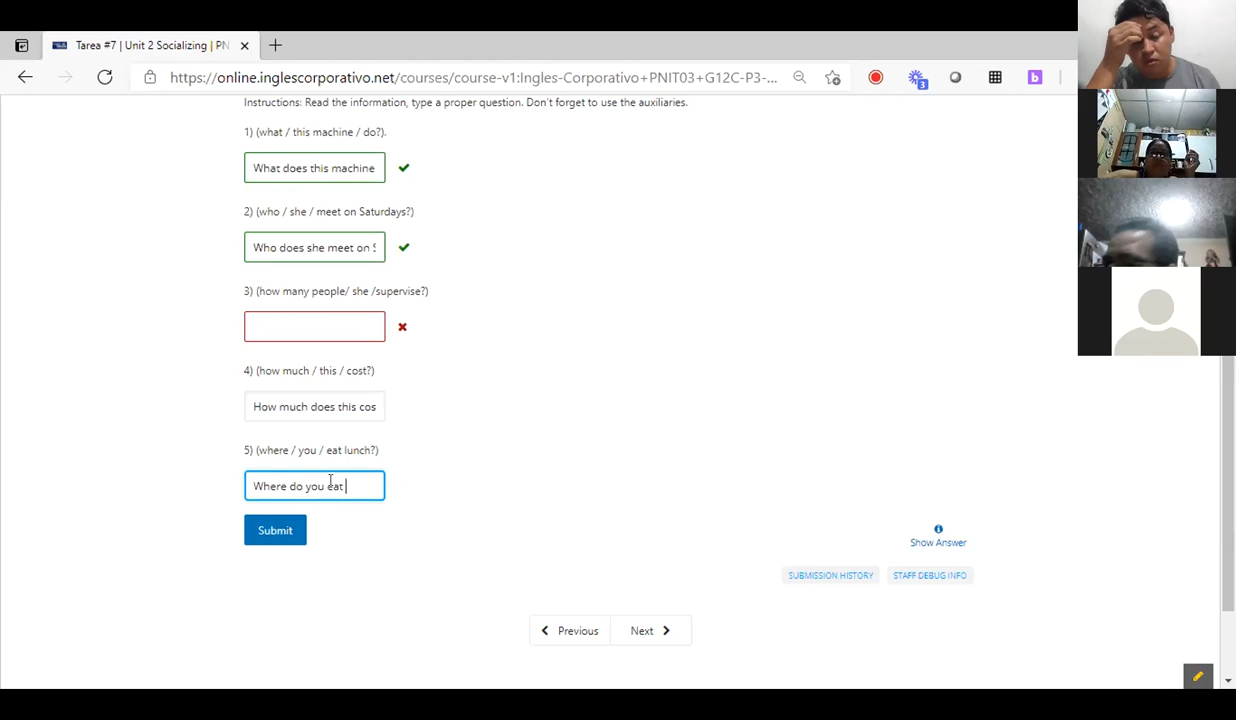 Tarea #7 | Unit 2 Socializing | PN
https://online.inglescorporativo.net/courses/course-v1:Ingles-Corporativo+PNIT03+G12C-P3-...
3
b
Instructions: Read the information, type a proper question. Don't forget to use the auxiliaries.
1) (what / this machine / do?).
What does this machine
2) (who / she / meet on Saturdays?)
Who does she meet on S
3) (how many people/ she /supervise?)
4) (how much / this / cost?)
How much does this cos
5) (where / you / eat lunch?)
Where do you eat
Submit
Show Answer
SUBMISSION HISTORY
STAFF DEBUG INFO
Previous
Next